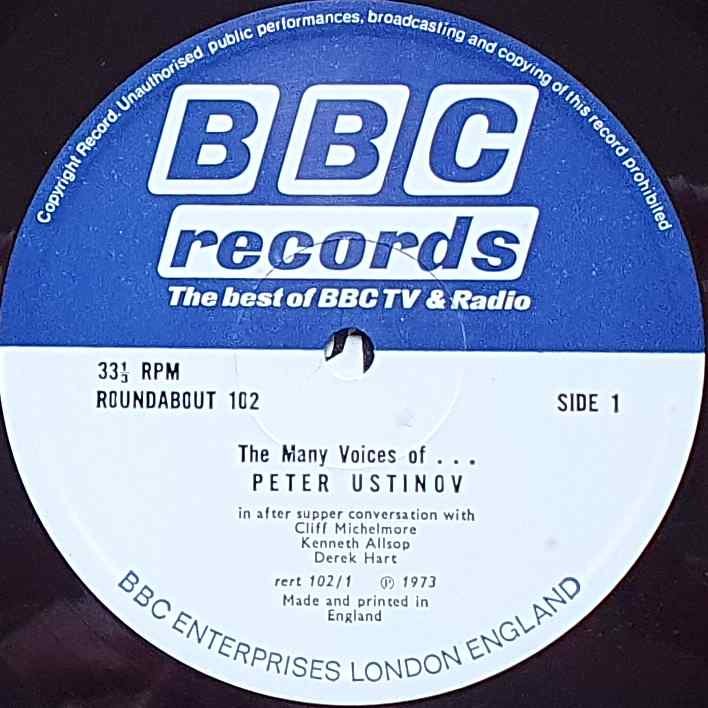 Copyright Record. Unauthorised public performances, broadcasting and copying of this record prohibited
BBC
records
The best of BBC TV & Radio
33⅓ RPM
ROUNDABOUT 102
SIDE 1
The Many Voices of . . .
PETER USTINOV
in after supper conversation with
Cliff Michelmore
Kenneth Allsop
Derek Hart
rert 102/1 ℗ 1973
Made and printed in
England
BBC ENTERPRISES LONDON ENGLAND